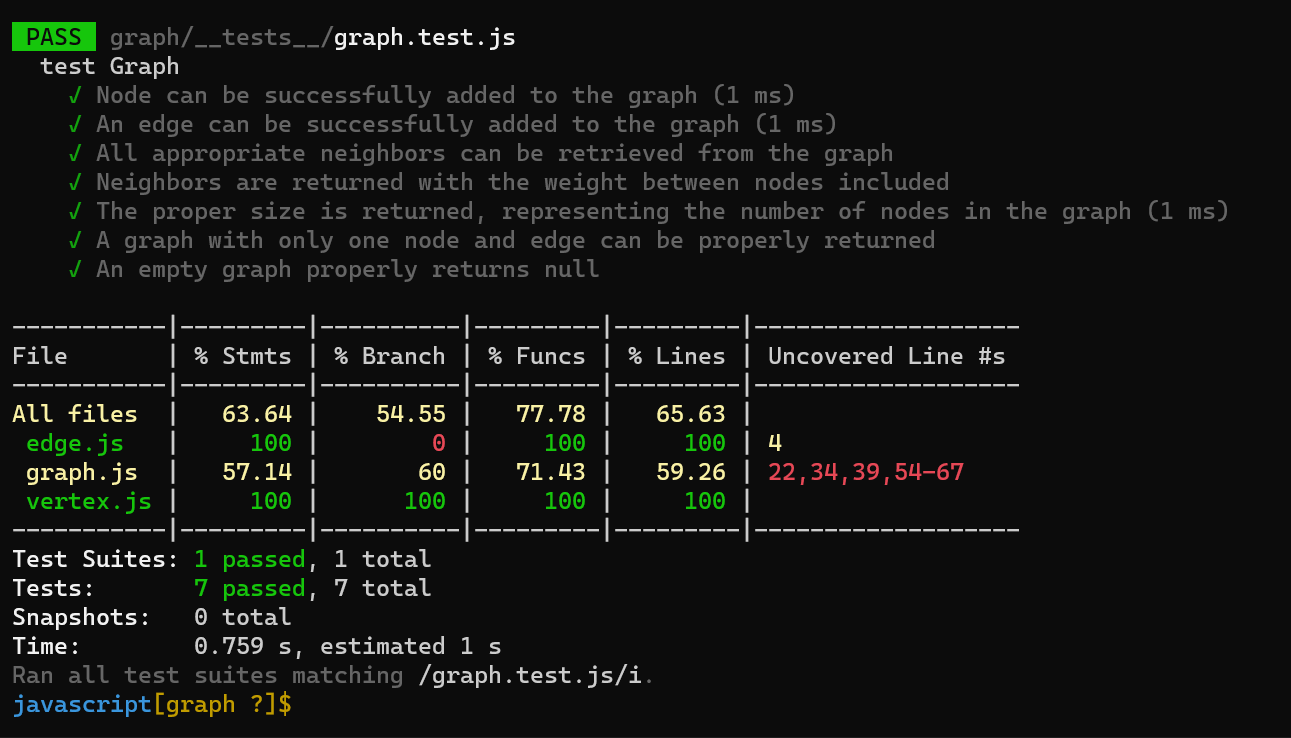 PASS graph/__tests__/graph.test.js
  test Graph
    √ Node can be successfully added to the graph (1 ms)
    √ An edge can be successfully added to the graph (1 ms)
    √ All appropriate neighbors can be retrieved from the graph
    √ Neighbors are returned with the weight between nodes included
    √ The proper size is returned, representing the number of nodes in the graph (1 ms)
    √ A graph with only one node and edge can be properly returned
    √ An empty graph properly returns null

-----------|---------|----------|---------|---------|-------------------
File       | % Stmts | % Branch | % Funcs | % Lines | Uncovered Line #s
-----------|---------|----------|---------|---------|-------------------
All files  |   63.64 |    54.55 |   77.78 |   65.63 |
 edge.js   |     100 |        0 |     100 |     100 | 4
 graph.js  |   57.14 |       60 |   71.43 |   59.26 | 22,34,39,54-67
 vertex.js |     100 |      100 |     100 |     100 |
-----------|---------|----------|---------|---------|-------------------
Test Suites: 1 passed, 1 total
Tests:       7 passed, 7 total
Snapshots:   0 total
Time:        0.759 s, estimated 1 s
Ran all test suites matching /graph.test.js/i.
javascript[graph ?]$